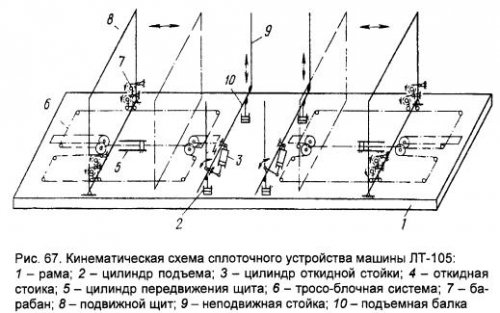 8
7
6
5
9
10
3
2
1
Рис. 67. Кинематическая схема сплоточного устройства машины ЛТ-105:
1 – рама; 2 – цилиндр подъема; 3 – цилиндр откидной стойки; 4 – откидная
стоика; 5 – цилиндр передвижения щита; 6 – тросо-блочная система; 7 – ба-
рабан; 8 – подвижной щит; 9 – неподвижная стойка; 10 – подъемная балка